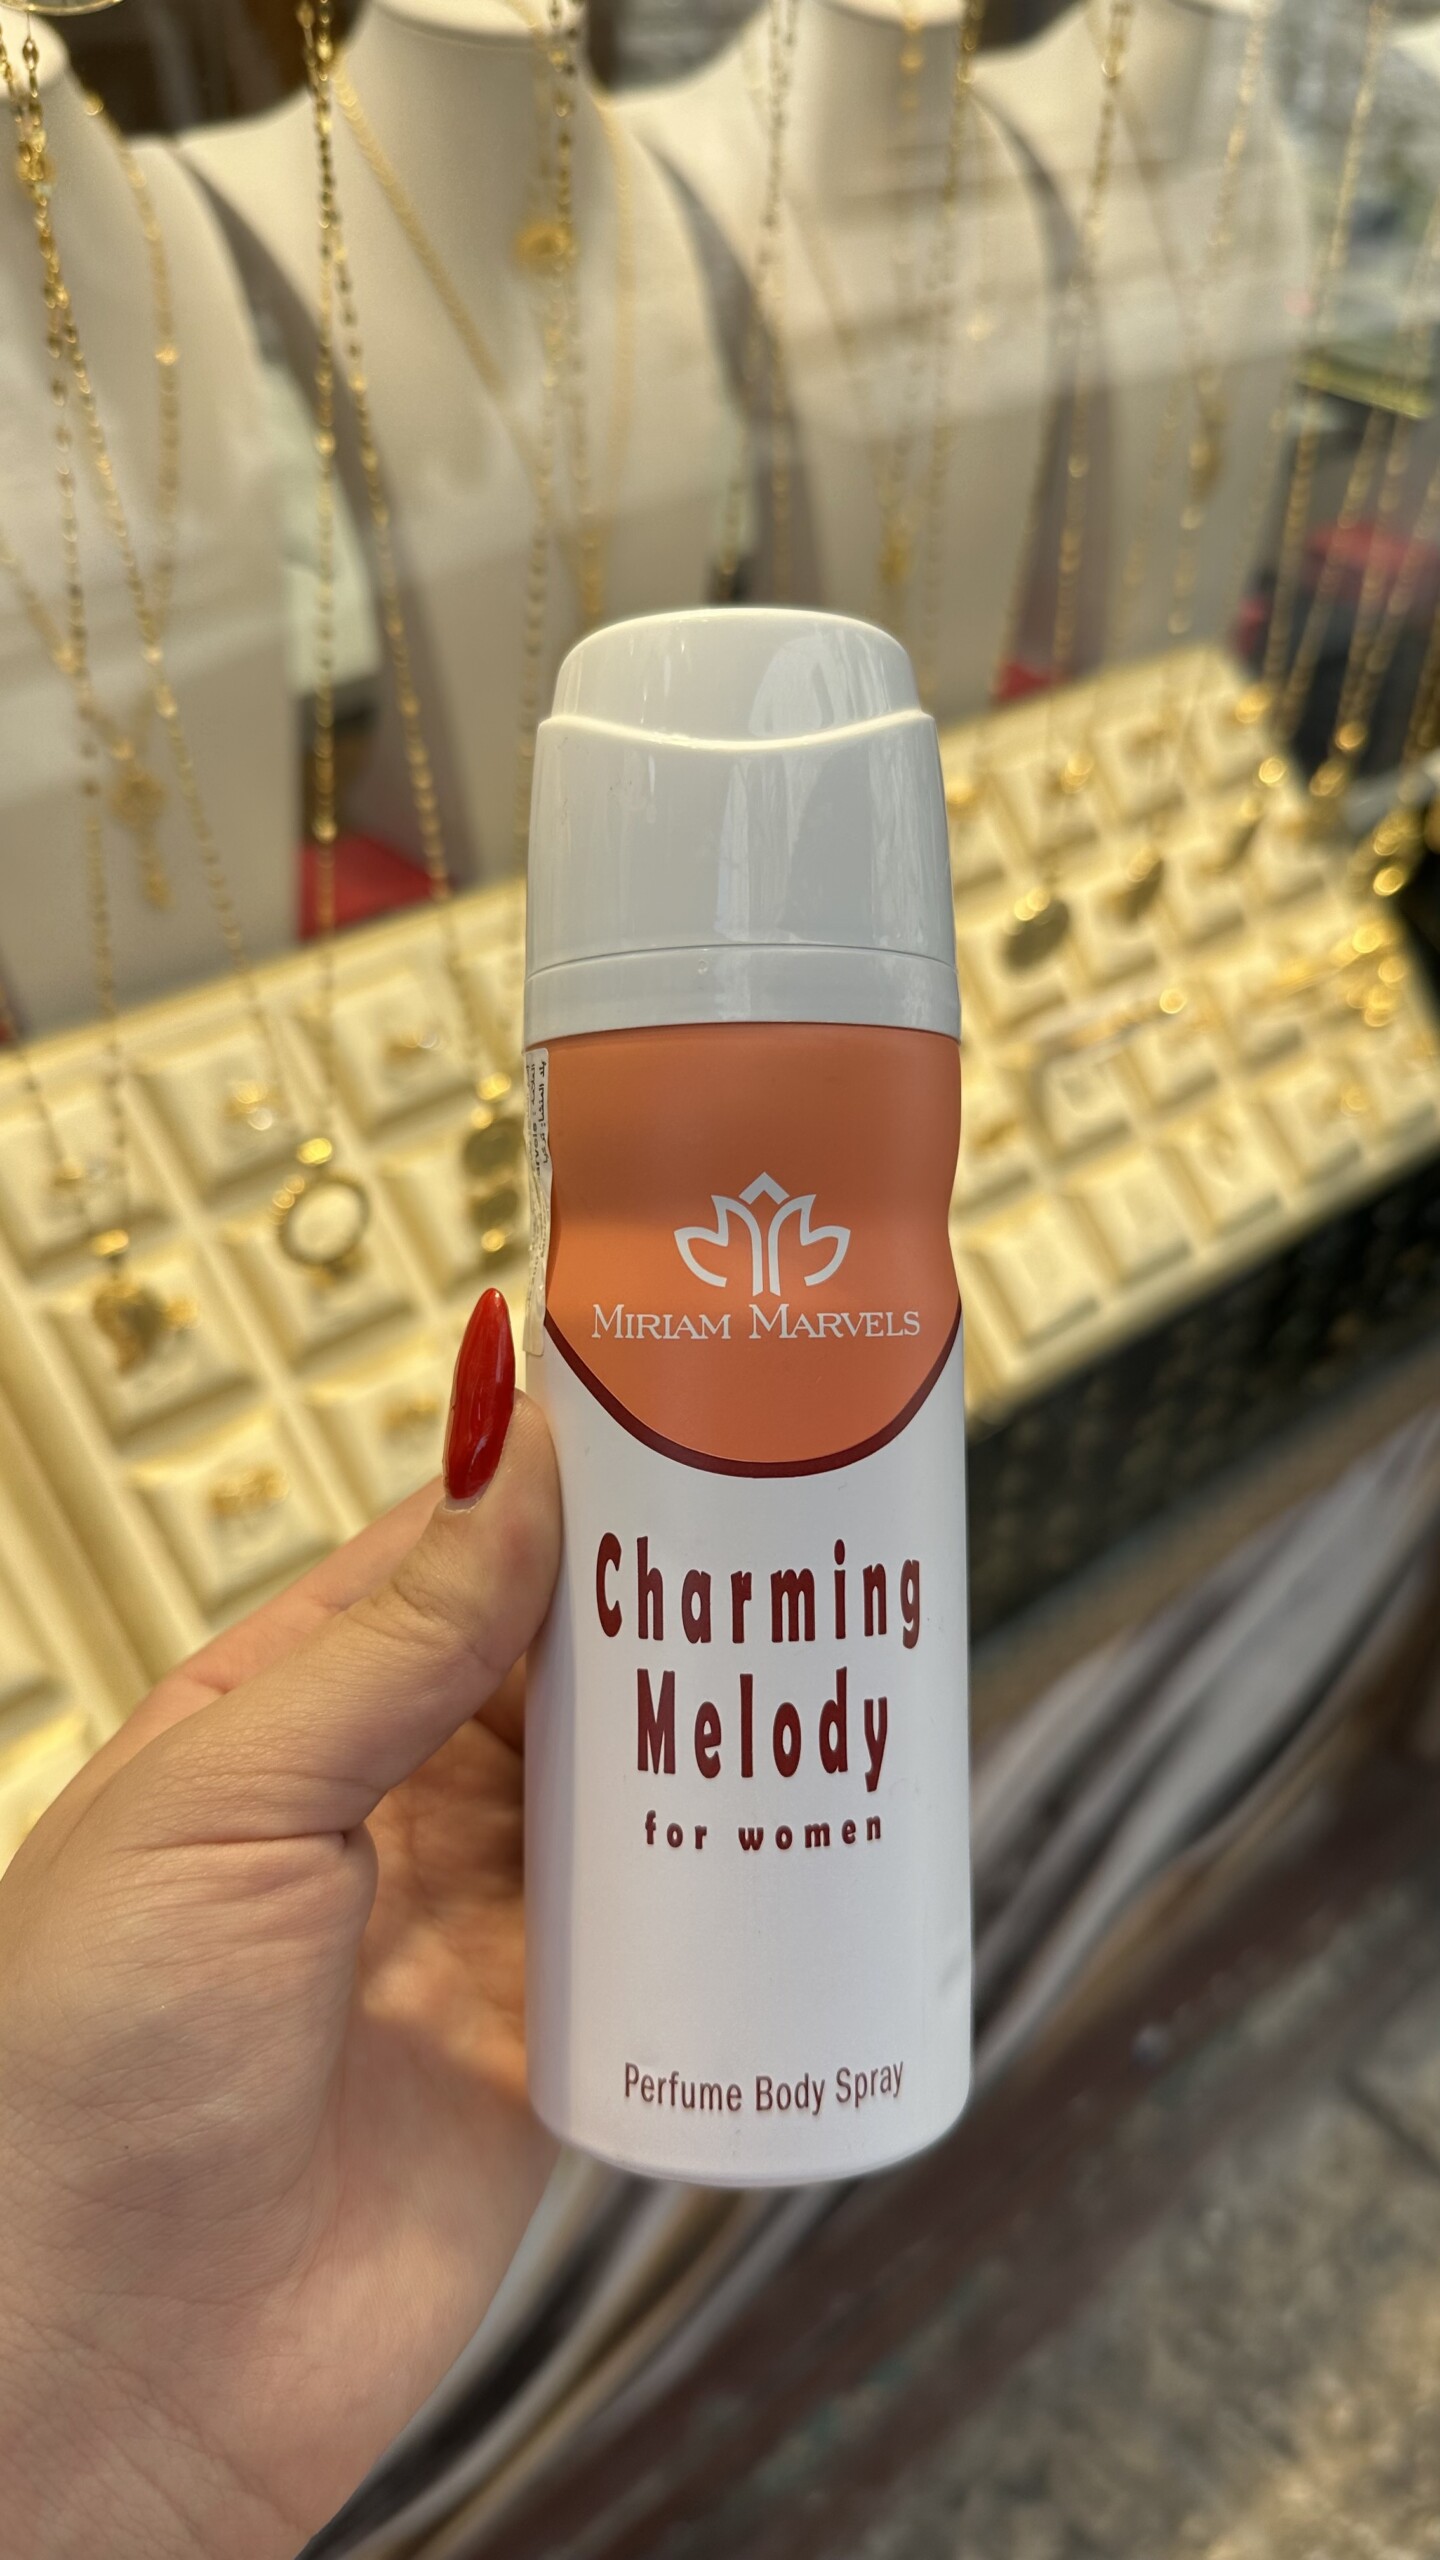 MIRIAM MARVELS
Charming
Melody
for women
Perfume Body Spray